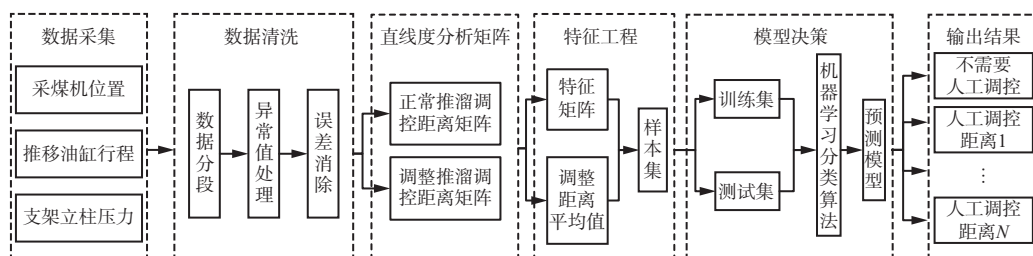 数据采集
采煤机位置
推移油缸行程
支架立柱压力
数据清洗
数据分段
异常值处理
误差消除
直线度分析矩阵
正常推溜调
控距离矩阵
调整推溜调
控距离矩阵
特征工程
特征
矩阵
调整
距离
平均值
样本集
模型决策
训练集
测试集
机器学习分类算法
预测模型
输出结果
不需要
人工调控
人工调控
距离1
⋮
人工调控
距离N